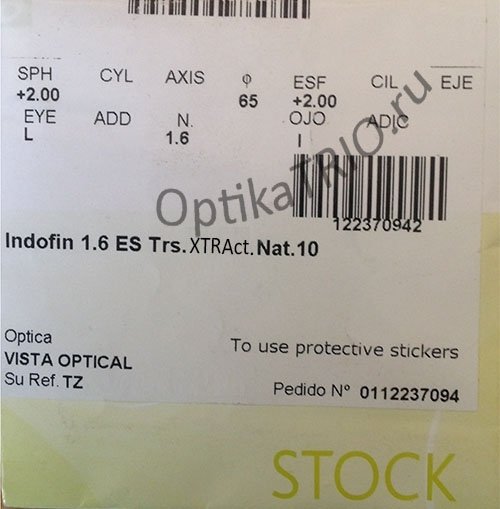 SPH CYL AXIS ϕ ESF CIL EJE
+2.00 65 +2.00
EYE ADD N. OJO ADIC
L 1.6 I
OptikaTRIO.ru
122370942
Indofin 1.6 ES Trs.XTRAct.Nat.10
Optica
VISTA OPTICAL
To use protective stickers
Su Ref. TZ
Pedido N° 0112237094
STOCK